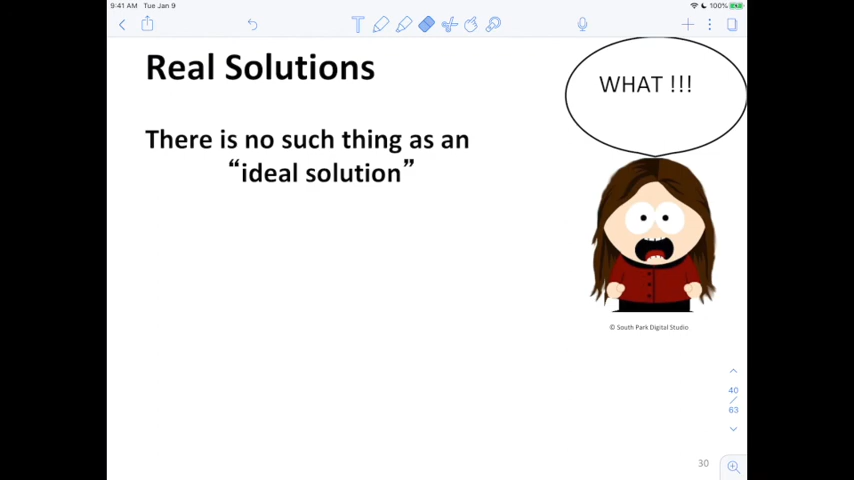 9:41 AM Tue Jan 9
100%
T
Real Solutions
WHAT !!!
There is no such thing as an
“ideal solution”
© South Park Digital Studio
40
/
63
30